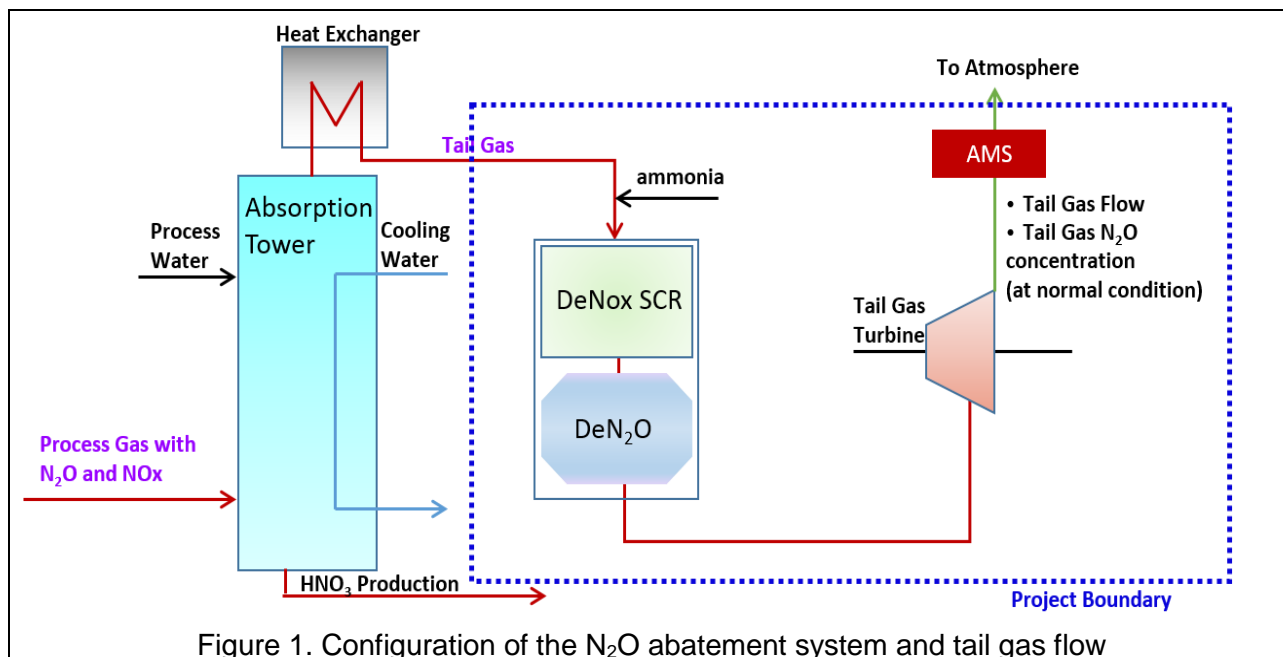 Heat Exchanger
To Atmosphere
AMS
Tail Gas
ammonia
Absorption
Tower
Process
Water
Cooling
Water
• Tail Gas Flow
• Tail Gas N₂O
concentration
(at normal condition)
DeNox SCR
Tail Gas
Turbine
DeN₂O
Process Gas with
N₂O and NOx
HNO₃ Production
Project Boundary
Figure 1. Configuration of the N₂O abatement system and tail gas flow